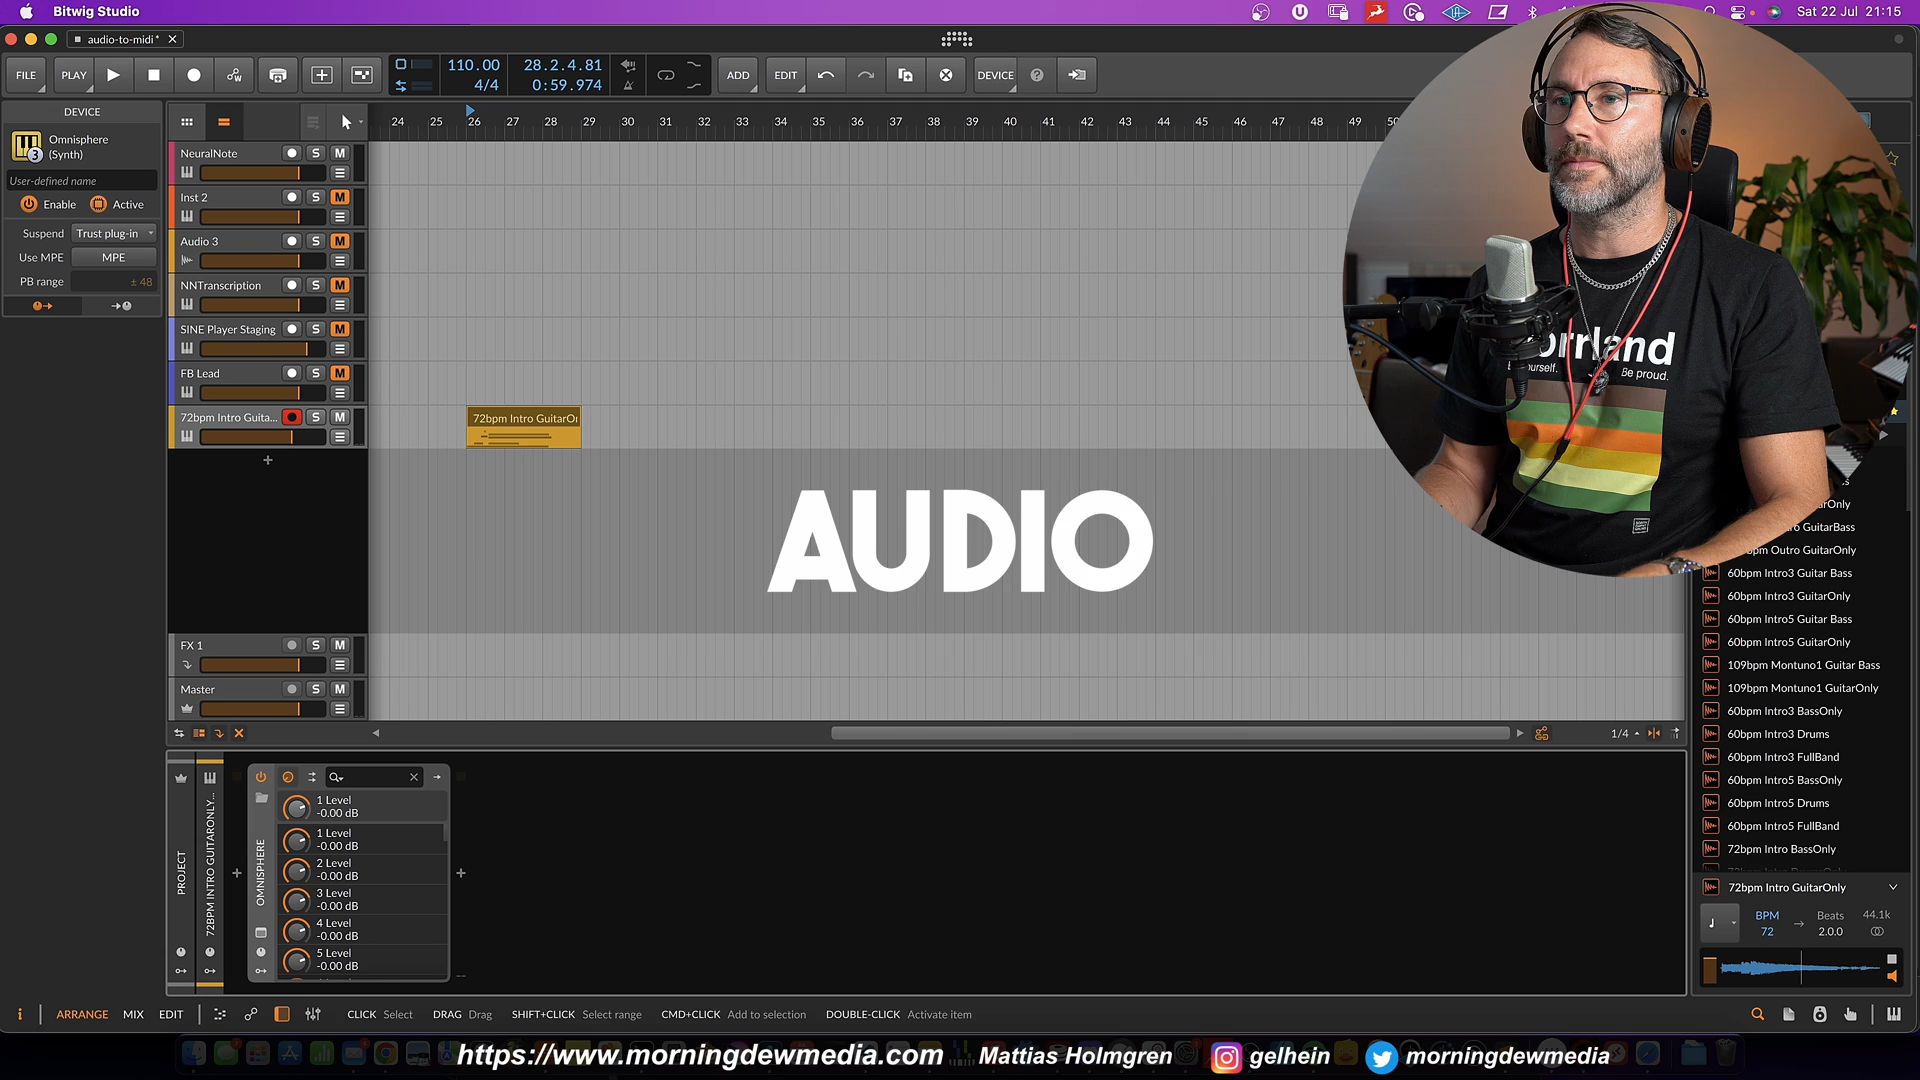 Bitwig Studio
Sat 22 Jul 21:15
audio-to-midi*
FILE
PLAY
110.00
4/4
28.2.4.81
0:59.974
ADD
EDIT
DEVICE
DEVICE
Omnisphere
(Synth)
User-defined name
Enable
Active
Suspend
Trust plug-in
Use MPE
MPE
PB range
± 48
24 25 26 27 28 29 30 31 32 33 34 35 36 37 38 39 40 41 42 43 44 45 46 47 48 49
NeuralNote
S M
Inst 2
S M
Audio 3
S M
NNTranscription
S M
SINE Player Staging
S M
FB Lead
S M
72bpm Intro Guita...
S M
72bpm Intro GuitarO
AUDIO
Be proud.
FX 1
S M
Master
S M
1/4
GuitarBass
Outro GuitarOnly
60bpm Intro3 Guitar Bass
60bpm Intro3 GuitarOnly
60bpm Intro5 Guitar Bass
60bpm Intro5 GuitarOnly
109bpm Montuno1 Guitar Bass
109bpm Montuno1 GuitarOnly
60bpm Intro3 BassOnly
60bpm Intro3 Drums
60bpm Intro3 FullBand
60bpm Intro5 BassOnly
60bpm Intro5 Drums
60bpm Intro5 FullBand
72bpm Intro BassOnly
72bpm Intro GuitarOnly
BPM
72
Beats
2.0.0
44.1k
PROJECT
72BPM INTRO GUITARONLY...
OMNISPHERE
1 Level
-0.00 dB
1 Level
-0.00 dB
2 Level
-0.00 dB
3 Level
-0.00 dB
4 Level
-0.00 dB
5 Level
-0.00 dB
ARRANGE
MIX
EDIT
CLICK Select
DRAG Drag
SHIFT+CLICK Select range
CMD+CLICK Add to selection
DOUBLE-CLICK Activate item
https://www.morningdewmedia.com
Mattias Holmgren
gelhein
morningdewmedia